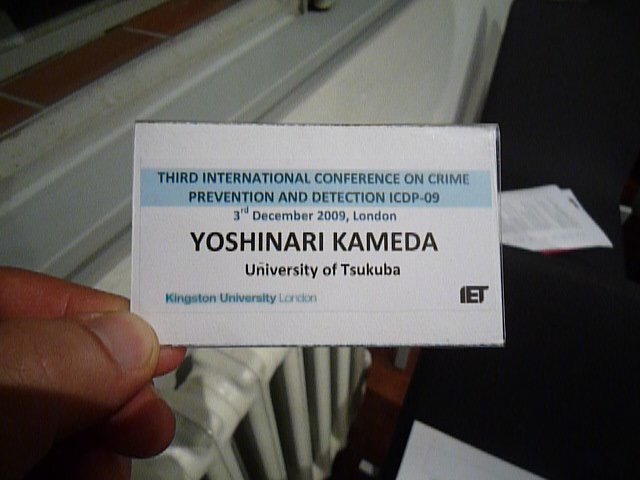 THIRD INTERNATIONAL CONFERENCE ON CRIME
PREVENTION AND DETECTION ICDP-09
3rd December 2009, London
YOSHINARI KAMEDA
University of Tsukuba
Kingston University London
IET